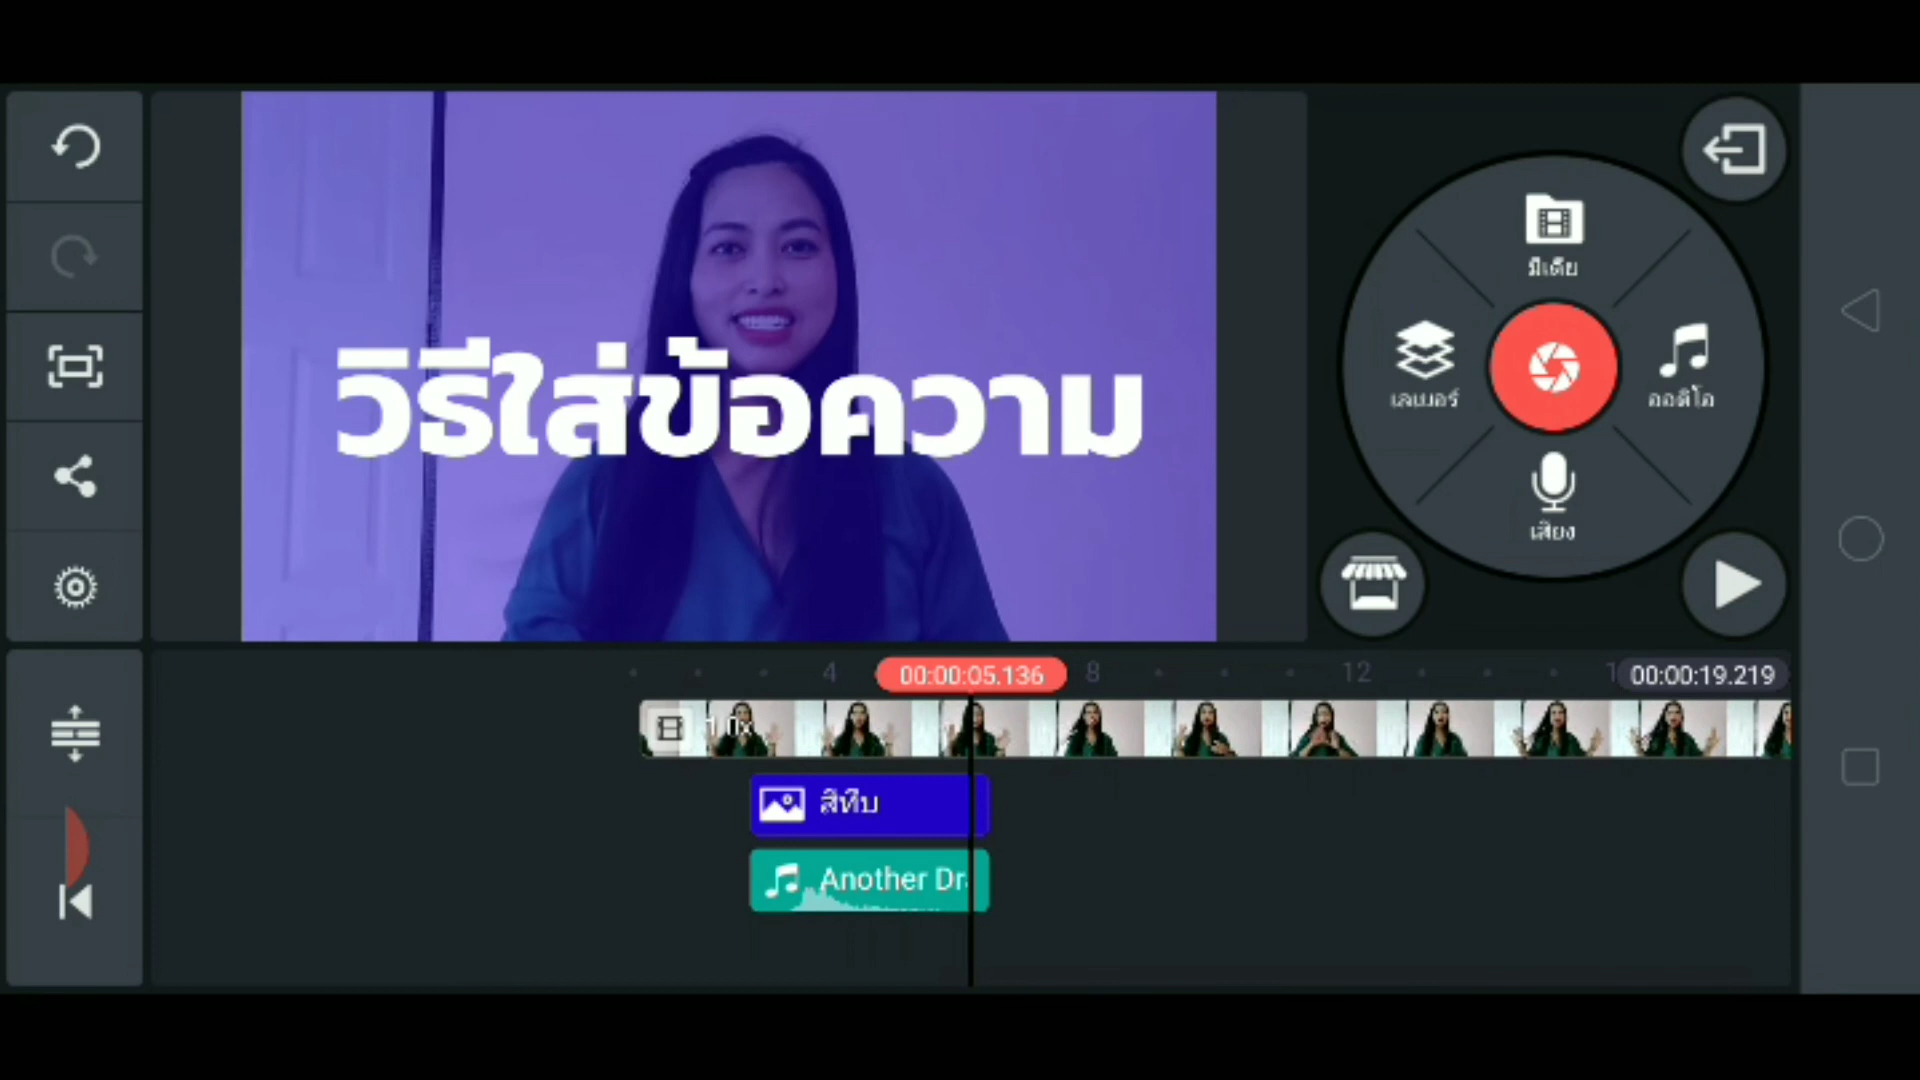 มีเดีย
วิธีใส่ข้อความ
เลเยอร์
ออดิโอ
เสียง
4
00:00:05.136
8
12
00:00:19.219
1.0x
สีทึบ
Another Dr